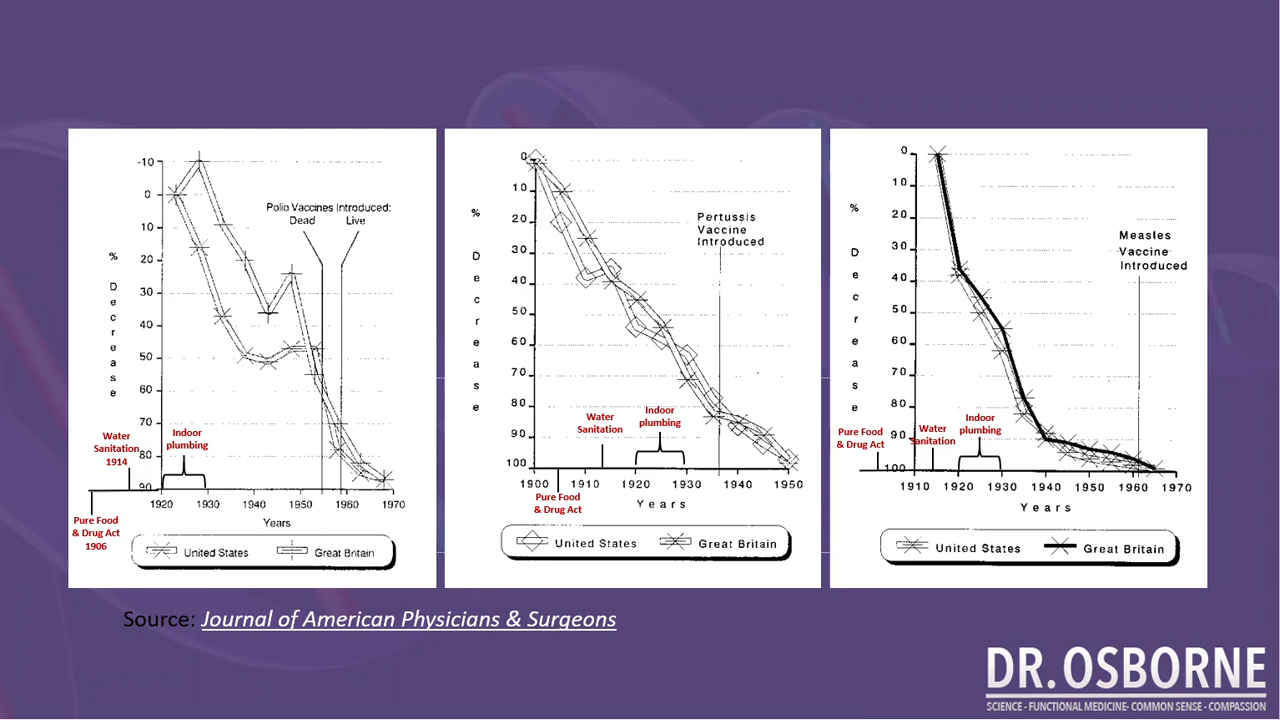 -10
0
10
20
30
40
50
60
70
80
90
%
Decrease
Polio Vaccines Introduced:
Dead Live
Water
Sanitation
1914
Indoor
plumbing
Pure Food
& Drug Act
1906
1920 1930 1940 1950 1960 1970
Years
United States Great Britain
0
10
20
30
40
50
60
70
80
90
100
%
Decrease
Pertussis
Vaccine
Introduced
Water
Sanitation
Indoor
plumbing
1900 1910 1920 1930 1940 1950
Pure Food
& Drug Act
Years
United States Great Britain
0
10
20
30
40
50
60
70
80
90
100
%
Decrease
Measles
Vaccine
Introduced
Pure Food
& Drug Act
Water
Sanitation
Indoor
plumbing
1910 1920 1930 1940 1950 1960 1970
Years
United States Great Britain
Source: Journal of American Physicians & Surgeons
DR. OSBORNE
SCIENCE - FUNCTIONAL MEDICINE- COMMON SENSE - COMPASSION